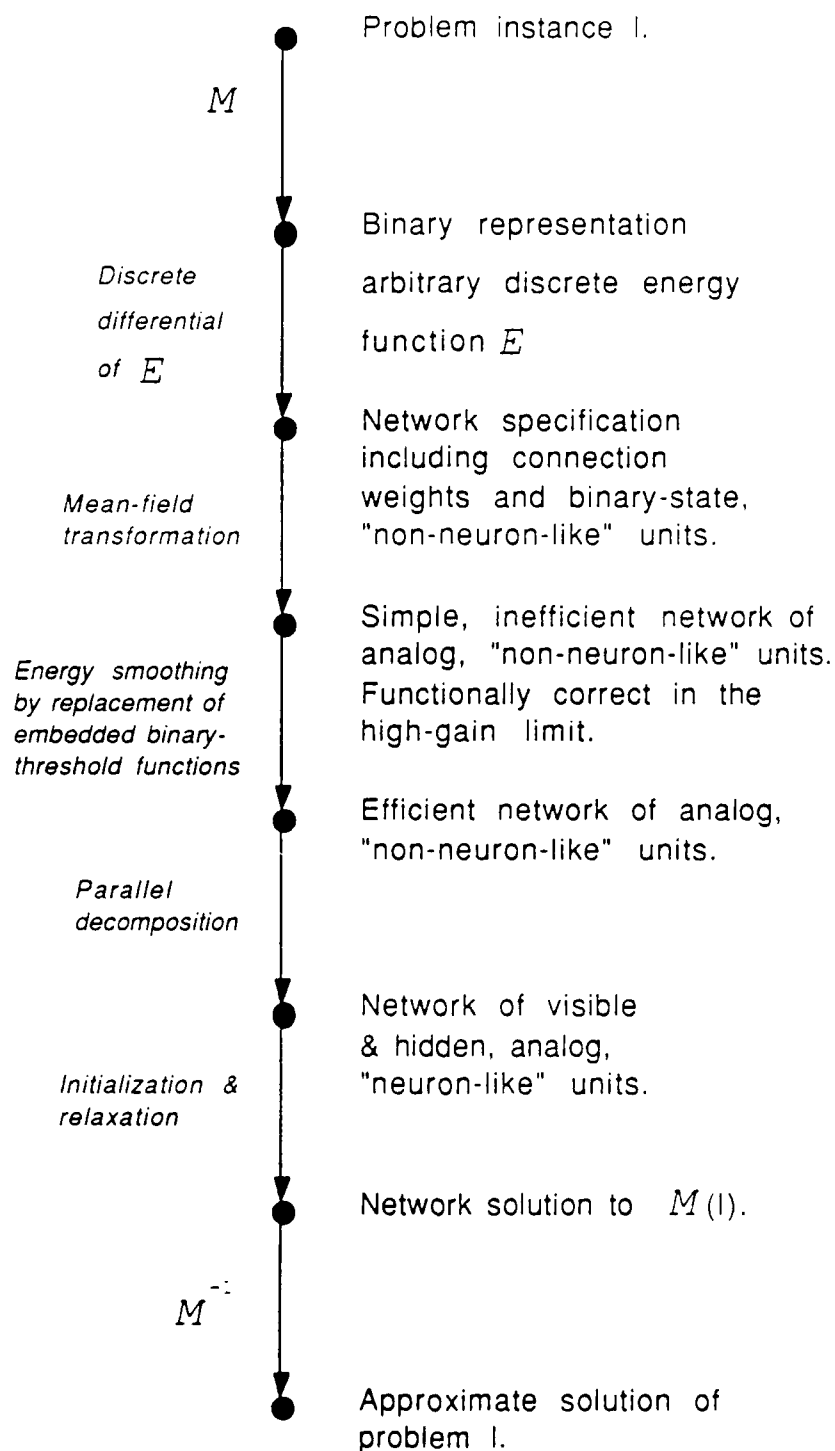 Problem instance I.
M
Binary representation
arbitrary discrete energy
function E
Discrete
differential
of E
Network specification
including connection
weights and binary-state,
"non-neuron-like" units.
Mean-field
transformation
Simple, inefficient network of
analog, "non-neuron-like" units.
Functionally correct in the
high-gain limit.
Energy smoothing
by replacement of
embedded binary-
threshold functions
Efficient network of analog,
"non-neuron-like" units.
Parallel
decomposition
Network of visible
& hidden, analog,
"neuron-like" units.
Initialization &
relaxation
Network solution to M(I).
M⁻¹
Approximate solution of
problem I.